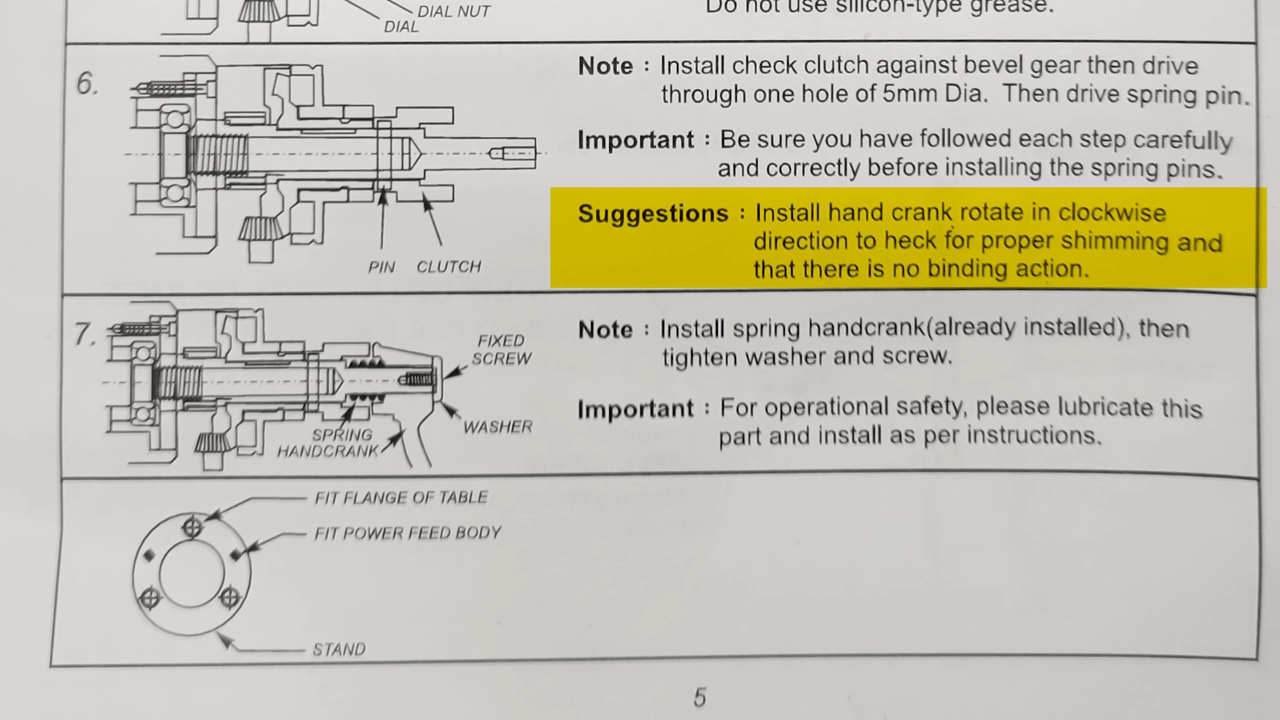 Do not use silicon-type grease.
DIAL NUT
DIAL
6.
Note : Install check clutch against bevel gear then drive
through one hole of 5mm Dia. Then drive spring pin.
Important : Be sure you have followed each step carefully
and correctly before installing the spring pins.
Suggestions : Install hand crank rotate in clockwise
direction to heck for proper shimming and
that there is no binding action.
PIN
CLUTCH
7.
Note : Install spring handcrank(already installed), then
tighten washer and screw.
Important : For operational safety, please lubricate this
part and install as per instructions.
FIXED
SCREW
WASHER
SPRING
HANDCRANK
FIT FLANGE OF TABLE
FIT POWER FEED BODY
STAND
5